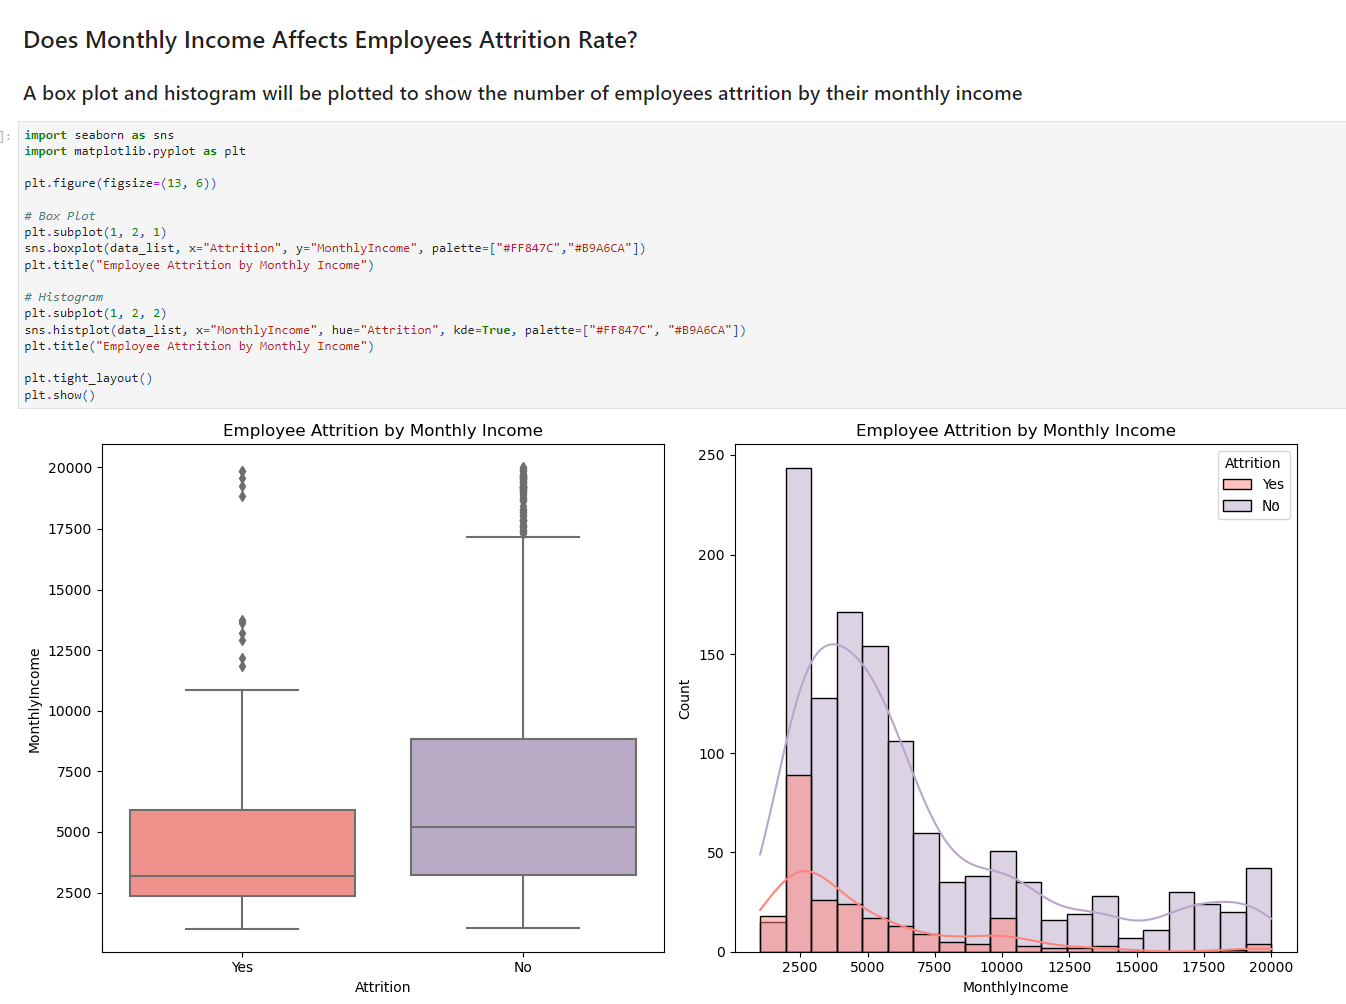 Does Monthly Income Affects Employees Attrition Rate?
A box plot and histogram will be plotted to show the number of employees attrition by their monthly income
]:
import seaborn as sns
import matplotlib.pyplot as plt
plt.figure(figsize=(13, 6))
# Box Plot
plt.subplot(1, 2, 1)
sns.boxplot(data_list, x="Attrition", y="MonthlyIncome", palette=["#FF847C","#B9A6CA"])
plt.title("Employee Attrition by Monthly Income")
# Histogram
plt.subplot(1, 2, 2)
sns.histplot(data_list, x="MonthlyIncome", hue="Attrition", kde=True, palette=["#FF847C", "#B9A6CA"])
plt.title("Employee Attrition by Monthly Income")
plt.tight_layout()
plt.show()
Employee Attrition by Monthly Income
20000
17500
15000
12500
10000
7500
5000
2500
MonthlyIncome
Yes No
Attrition
Employee Attrition by Monthly Income
250
200
150
100
50
0
Count
Attrition
Yes
No
2500 5000 7500 10000 12500 15000 17500 20000
MonthlyIncome